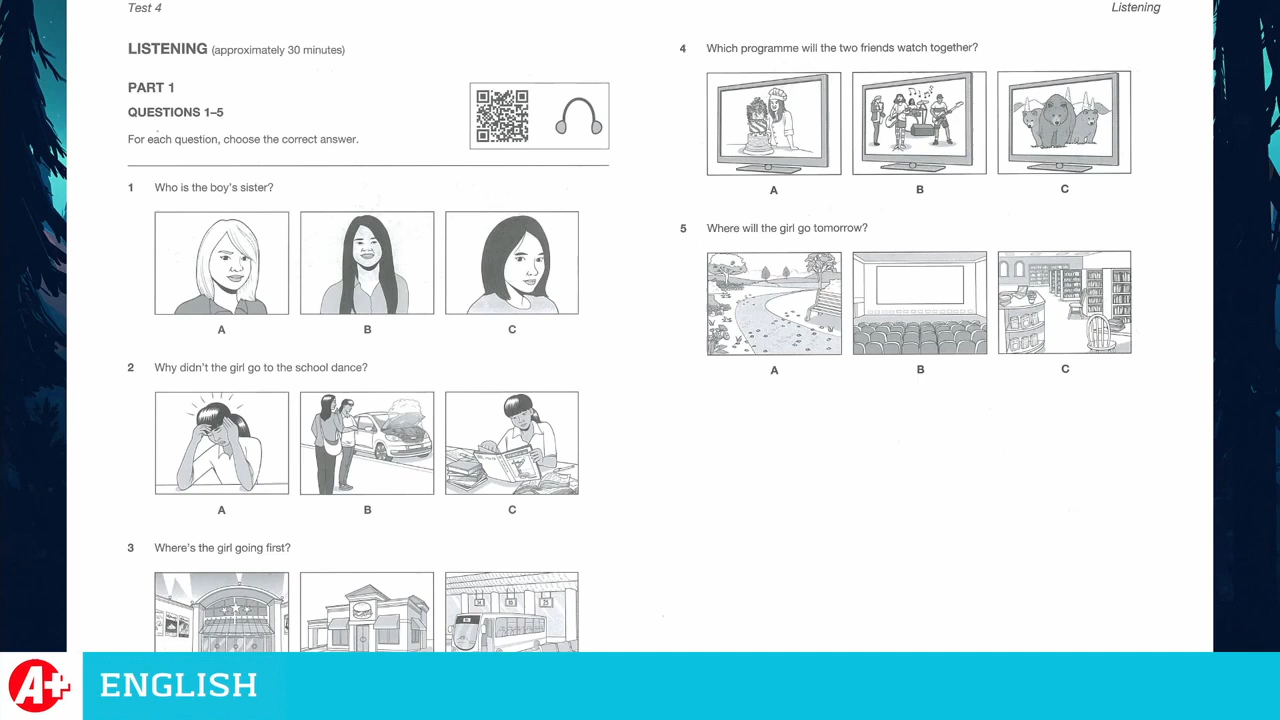 Test 4
LISTENING (approximately 30 minutes)
PART 1
QUESTIONS 1–5
For each question, choose the correct answer.
1 Who is the boy's sister?
A B C
2 Why didn't the girl go to the school dance?
A B C
3 Where's the girl going first?
Listening
4 Which programme will the two friends watch together?
A B C
5 Where will the girl go tomorrow?
A B C
A+ ENGLISH